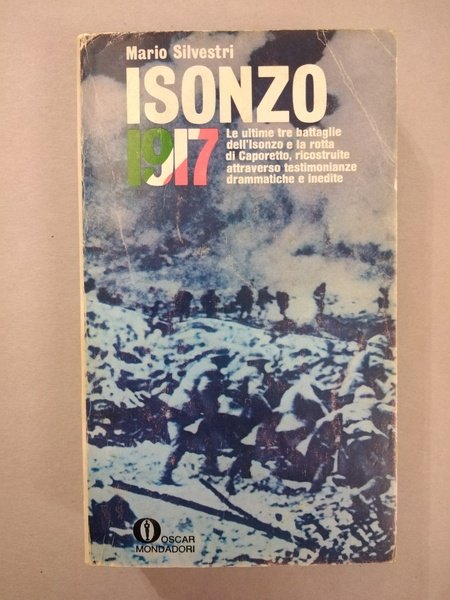 Mario Silvestri
ISONZO
1917
Le ultime tre battaglie
dell'Isonzo e la rotta
di Caporetto, ricostruite
attraverso testimonianze
drammatiche e inedite
OSCAR
MONDADORI